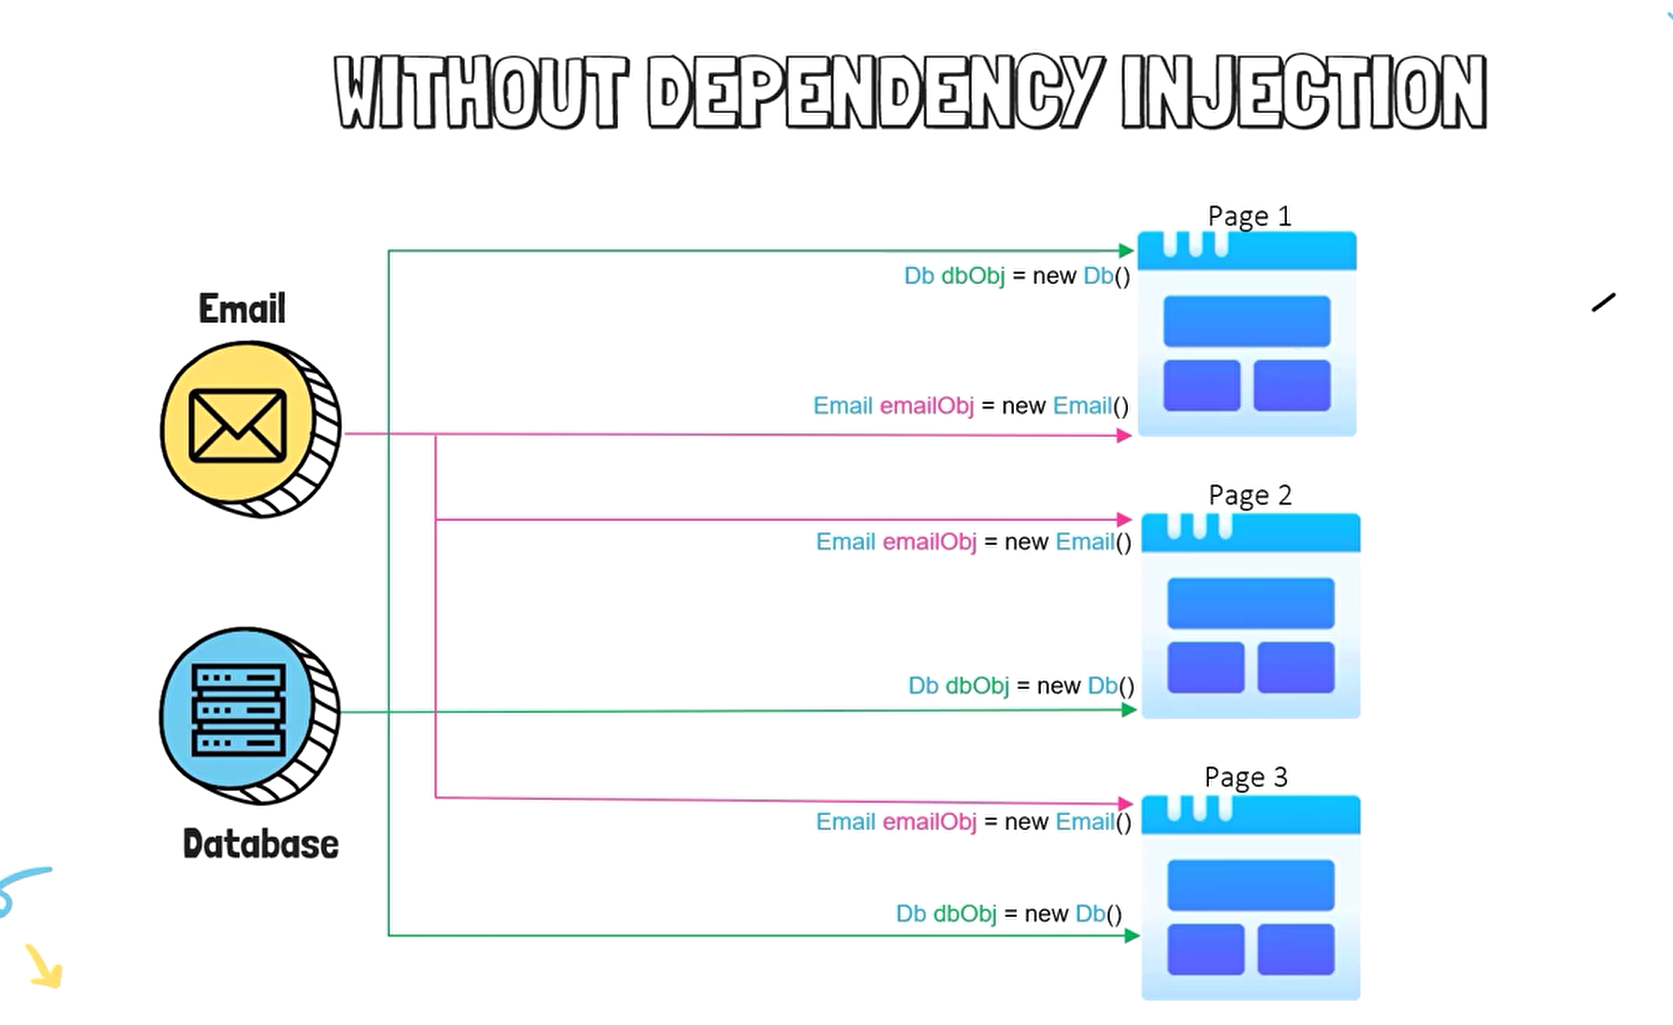 WITHOUT DEPENDENCY INJECTION
Page 1
Db dbObj = new Db()
Email
Email emailObj = new Email()
Page 2
Email emailObj = new Email()
Db dbObj = new Db()
Page 3
Email emailObj = new Email()
Database
Db dbObj = new Db()